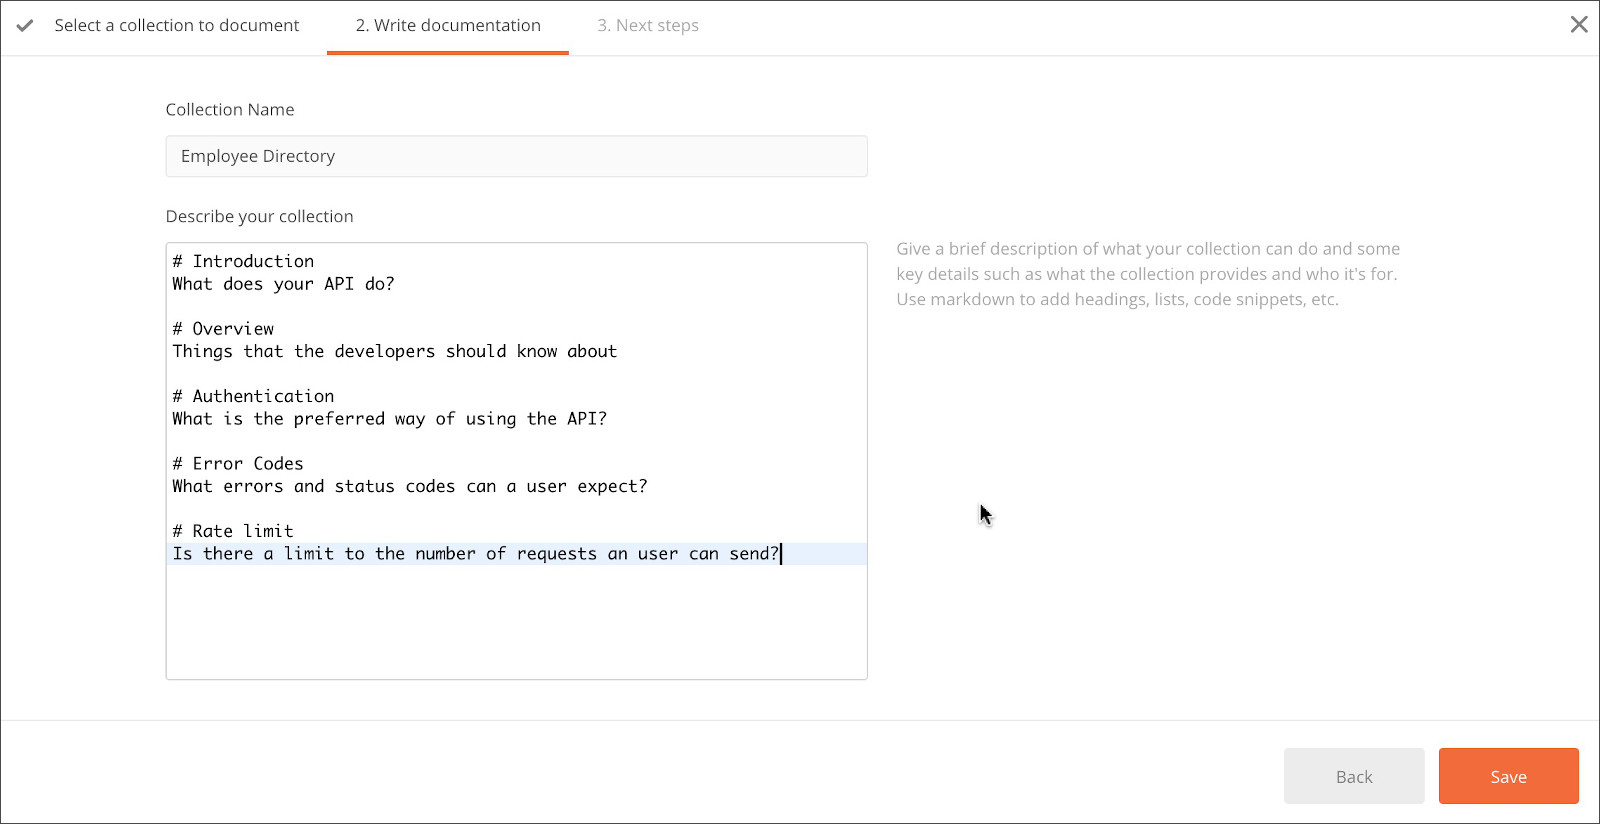 Select a collection to document
2. Write documentation
3. Next steps
Collection Name
Employee Directory
Describe your collection
# Introduction
What does your API do?
# Overview
Things that the developers should know about
# Authentication
What is the preferred way of using the API?
# Error Codes
What errors and status codes can a user expect?
# Rate limit
Is there a limit to the number of requests an user can send?
Give a brief description of what your collection can do and some
key details such as what the collection provides and who it's for.
Use markdown to add headings, lists, code snippets, etc.
Back
Save